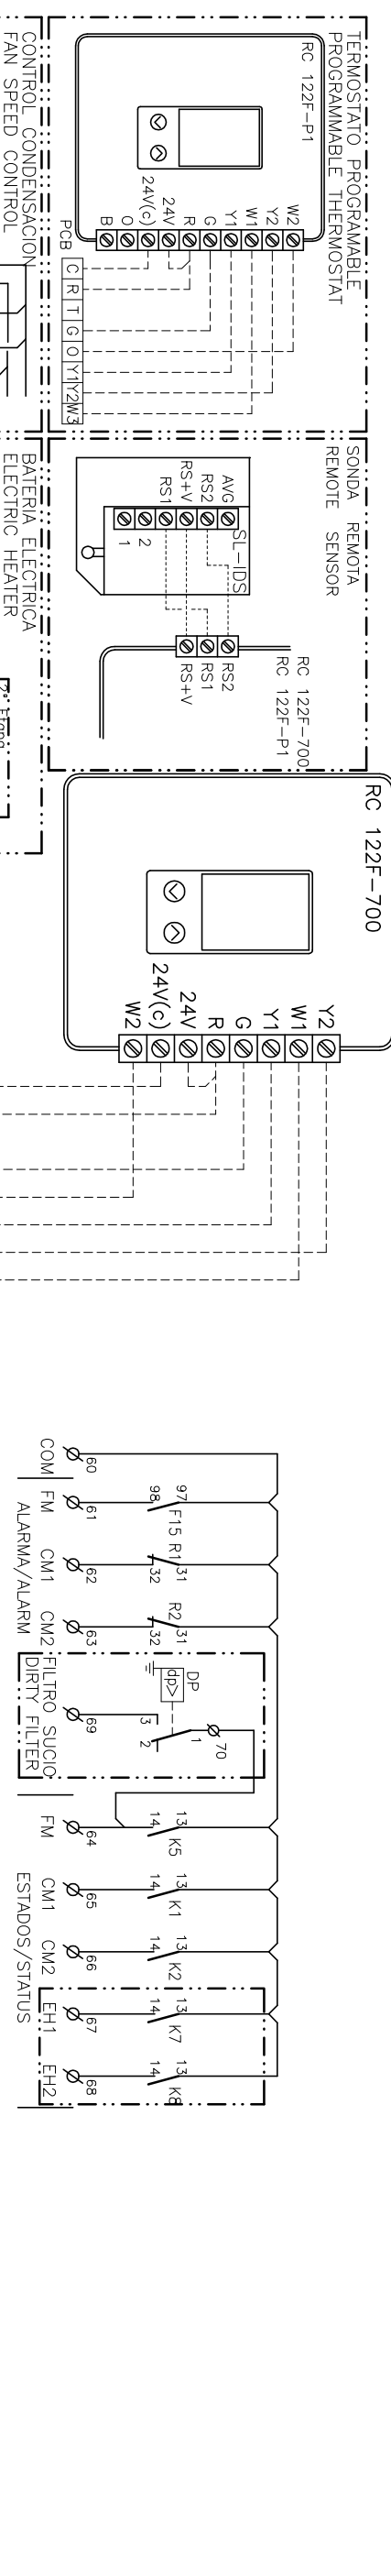 TERMOSTATO PROGRAMABLE
PROGRAMMABLE THERMOSTAT
RC 122F-P1
W2
Y2
W1
Y1
G
R
24V
24V(c)
O
B
PCB
C R T G O Y1 Y2 W3
SONDA REMOTA
REMOTE SENSOR
SL-IDS
AVG
RS2
RS+V
RS1
2
1
RS2
RS1
RS+V
RC 122F-700
RC 122F-P1
CONTROL CONDENSACION
FAN SPEED CONTROL
BATERIA ELECTRICA
ELECTRIC HEATER
RC 122F-700
Y2
W1
Y1
G
R
24V
24V(c)
W2
97 31 31
F15 R1 R2
98 32 32
DP
dp>
70
1
3 2
13 13 13 13 13
K5 K1 K2 K7 K8
14 14 14 14 14
60 61 62 63 69 64 65 66 67 68
COM FM CM1 CM2 FM CM1 CM2 EH1 EH2
ALARMA/ALARM
FILTRO SUCIO
DIRTY FILTER
ESTADOS/STATUS